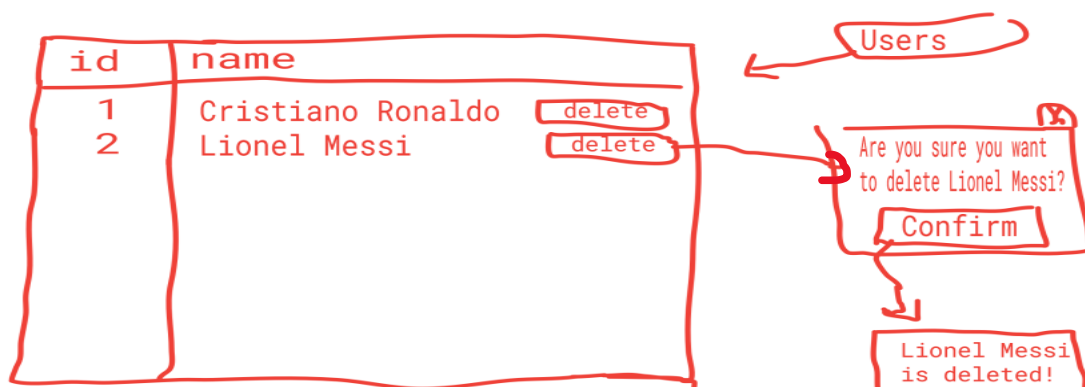 Users
id name
1 Cristiano Ronaldo delete
2 Lionel Messi delete
X
Are you sure you want
to delete Lionel Messi?
Confirm
Lionel Messi
is deleted!